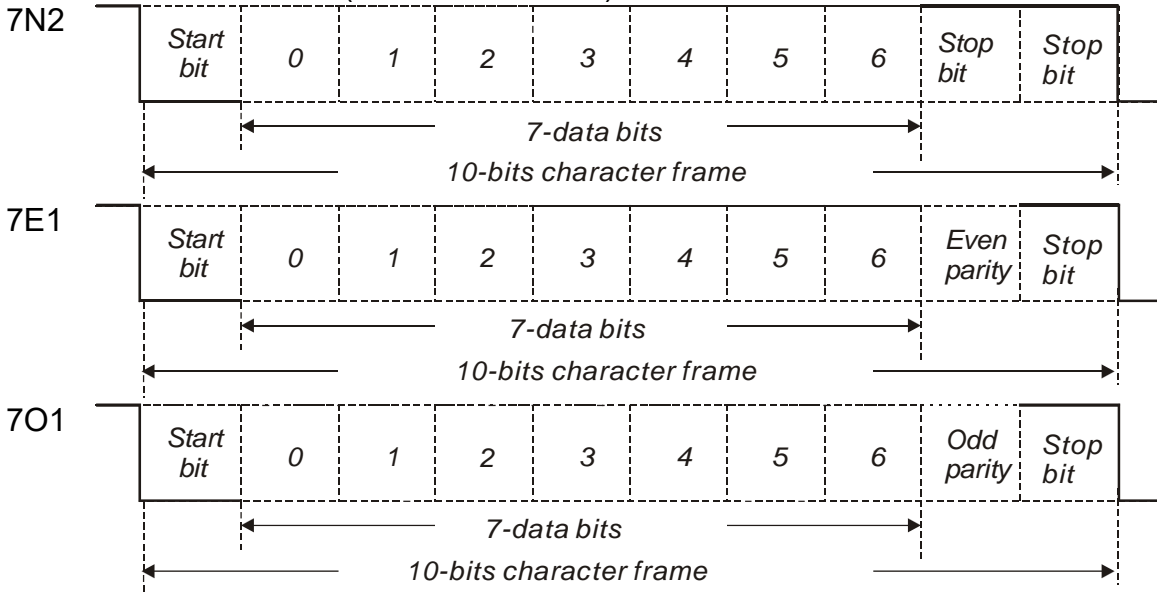 7N2
Start bit 0 1 2 3 4 5 6 Stop bit Stop bit
7-data bits
10-bits character frame
7E1
Start bit 0 1 2 3 4 5 6 Even parity Stop bit
7-data bits
10-bits character frame
7O1
Start bit 0 1 2 3 4 5 6 Odd parity Stop bit
7-data bits
10-bits character frame